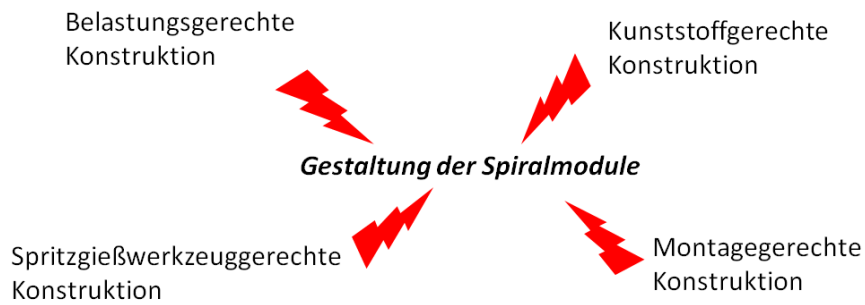 Belastungsgerechte
Konstruktion
Kunststoffgerechte
Konstruktion
Gestaltung der Spiralmodule
Spritzgießwerkzeuggerechte
Konstruktion
Montagegerechte
Konstruktion